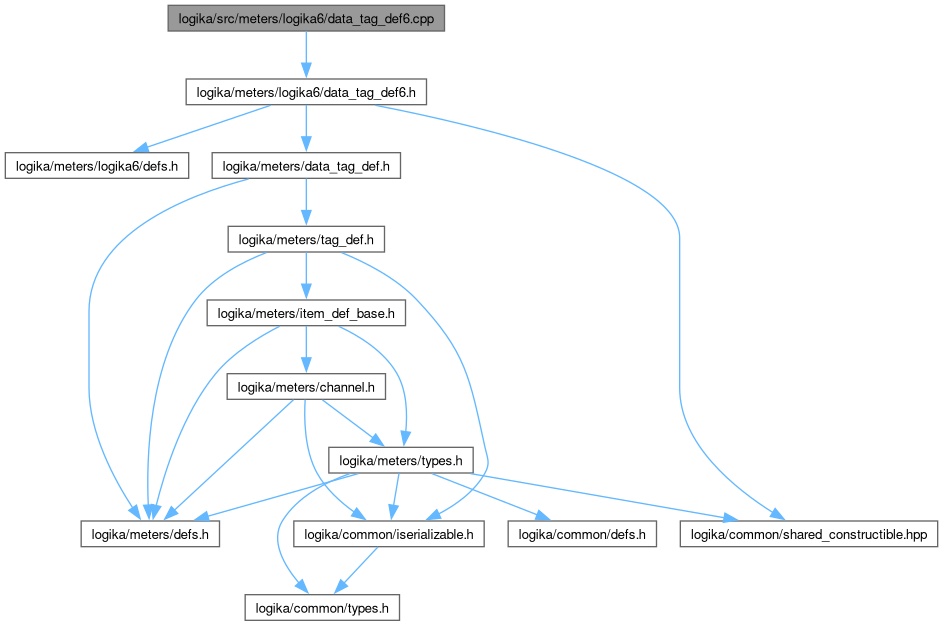 logika/src/meters/logika6/data_tag_def6.cpp
logika/meters/logika6/data_tag_def6.h
logika/meters/logika6/defs.h
logika/meters/data_tag_def.h
logika/meters/tag_def.h
logika/meters/item_def_base.h
logika/meters/channel.h
logika/meters/types.h
logika/meters/defs.h
logika/common/iserializable.h
logika/common/defs.h
logika/common/shared_constructible.hpp
logika/common/types.h